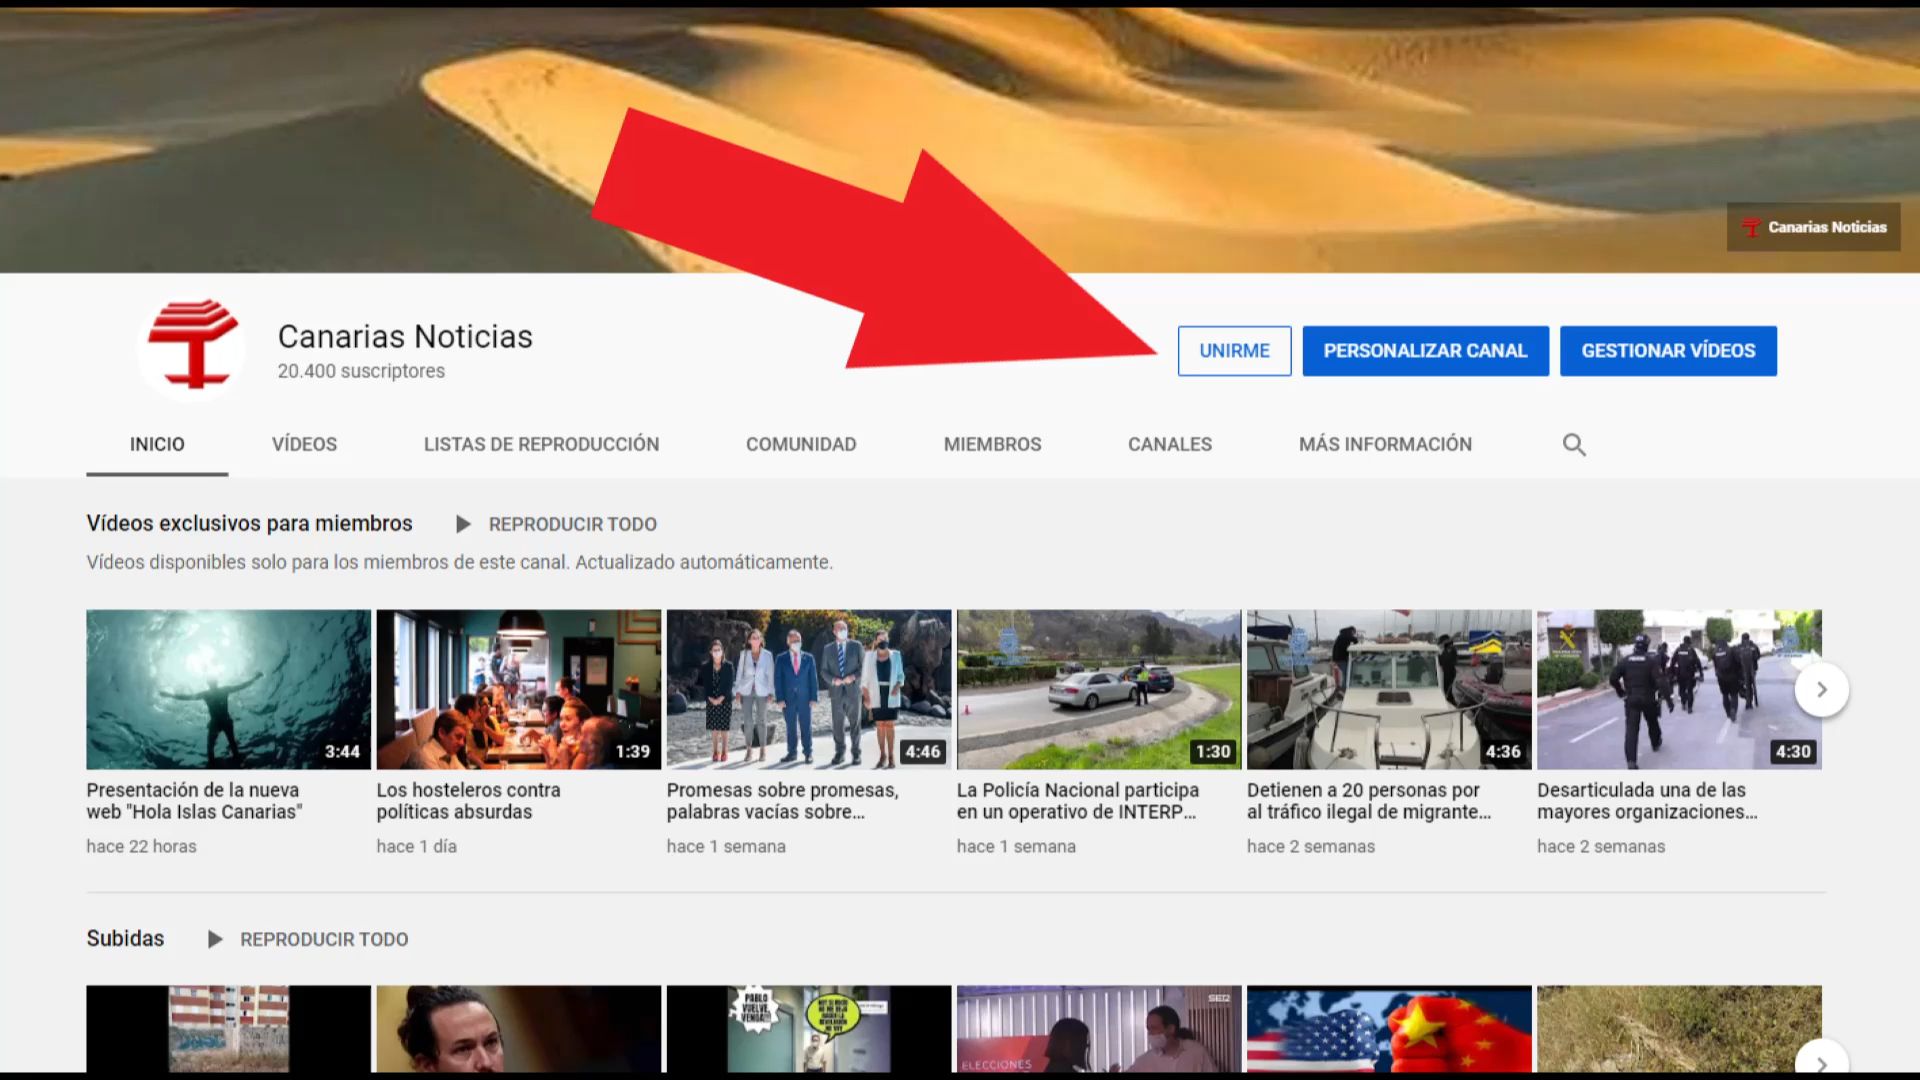 Canarias Noticias
Canarias Noticias
20.400 suscriptores
UNIRME
PERSONALIZAR CANAL
GESTIONAR VÍDEOS
INICIO
VÍDEOS
LISTAS DE REPRODUCCIÓN
COMUNIDAD
MIEMBROS
CANALES
MÁS INFORMACIÓN
Vídeos exclusivos para miembros
REPRODUCIR TODO
Vídeos disponibles solo para los miembros de este canal. Actualizado automáticamente.
3:44
1:39
4:46
1:30
4:36
4:30
Presentación de la nueva
web "Hola Islas Canarias"
hace 22 horas
Los hosteleros contra
políticas absurdas
hace 1 día
Promesas sobre promesas,
palabras vacías sobre...
hace 1 semana
La Policía Nacional participa
en un operativo de INTERP...
hace 1 semana
Detienen a 20 personas por
al tráfico ilegal de migrante...
hace 2 semanas
Desarticulada una de las
mayores organizaciones...
hace 2 semanas
Subidas
REPRODUCIR TODO
PABLO
VUELVE,
VENGA!!!
SER
ELECCIONES